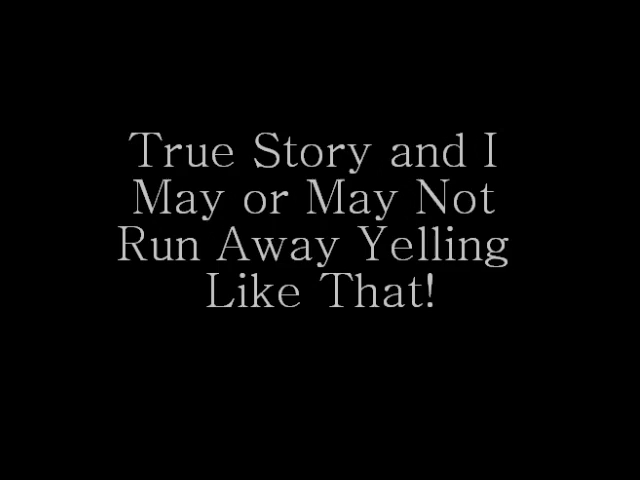 True Story and I
May or May Not
Run Away Yelling
Like That!